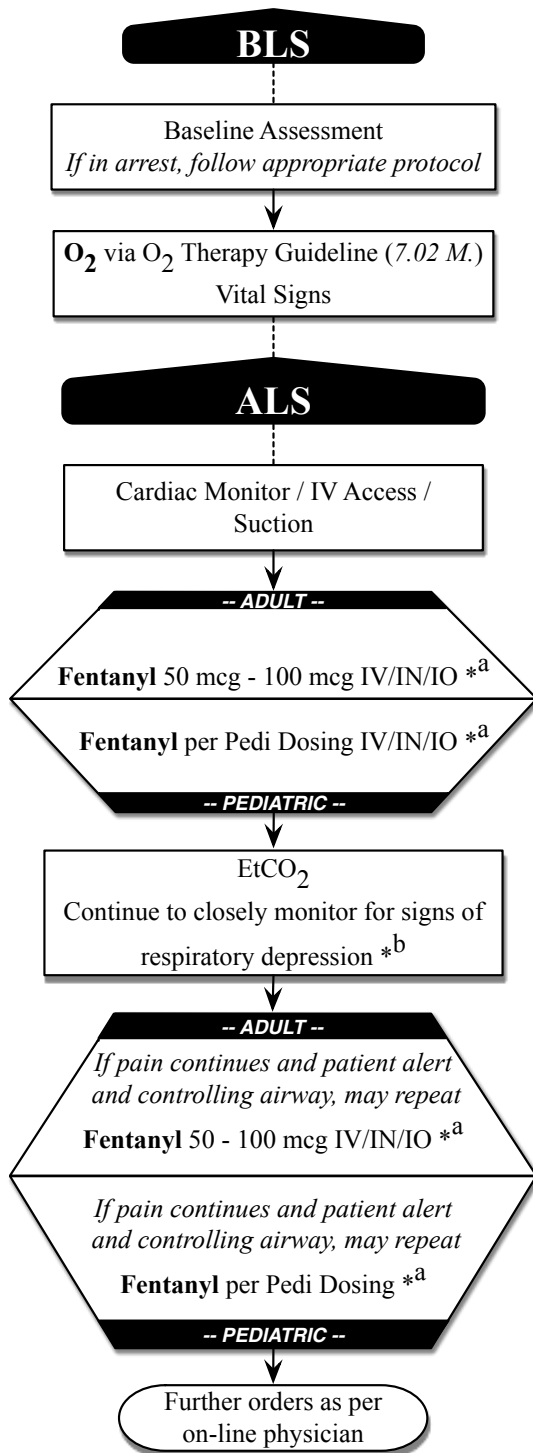 BLS
Baseline Assessment
If in arrest, follow appropriate protocol
O2 via O2 Therapy Guideline (7.02 M.)
Vital Signs
ALS
Cardiac Monitor / IV Access /
Suction
-- ADULT --
Fentanyl 50 mcg - 100 mcg IV/IN/IO *a
Fentanyl per Pedi Dosing IV/IN/IO *a
-- PEDIATRIC --
EtCO2
Continue to closely monitor for signs of
respiratory depression *b
-- ADULT --
If pain continues and patient alert
and controlling airway, may repeat
Fentanyl 50 - 100 mcg IV/IN/IO *a
If pain continues and patient alert
and controlling airway, may repeat
Fentanyl per Pedi Dosing *a
-- PEDIATRIC --
Further orders as per
on-line physician